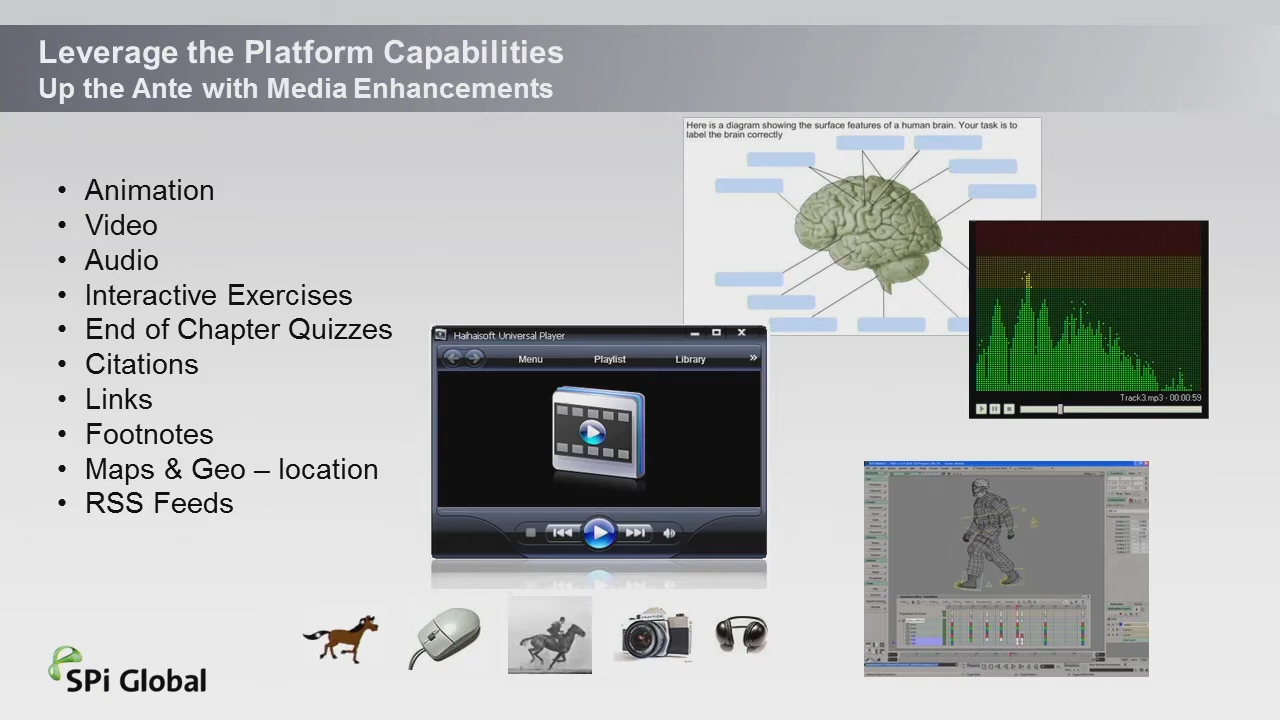 Leverage the Platform Capabilities
Up the Ante with Media Enhancements
Here is a diagram showing the surface features of a human brain. Your task is to
label the brain correctly
• Animation
• Video
• Audio
• Interactive Exercises
• End of Chapter Quizzes
• Citations
• Links
• Footnotes
• Maps & Geo – location
• RSS Feeds
Haihaisoft Universal Player
Menu Playlist Library »
Track3.mp3 - 00:00:59
SPi Global